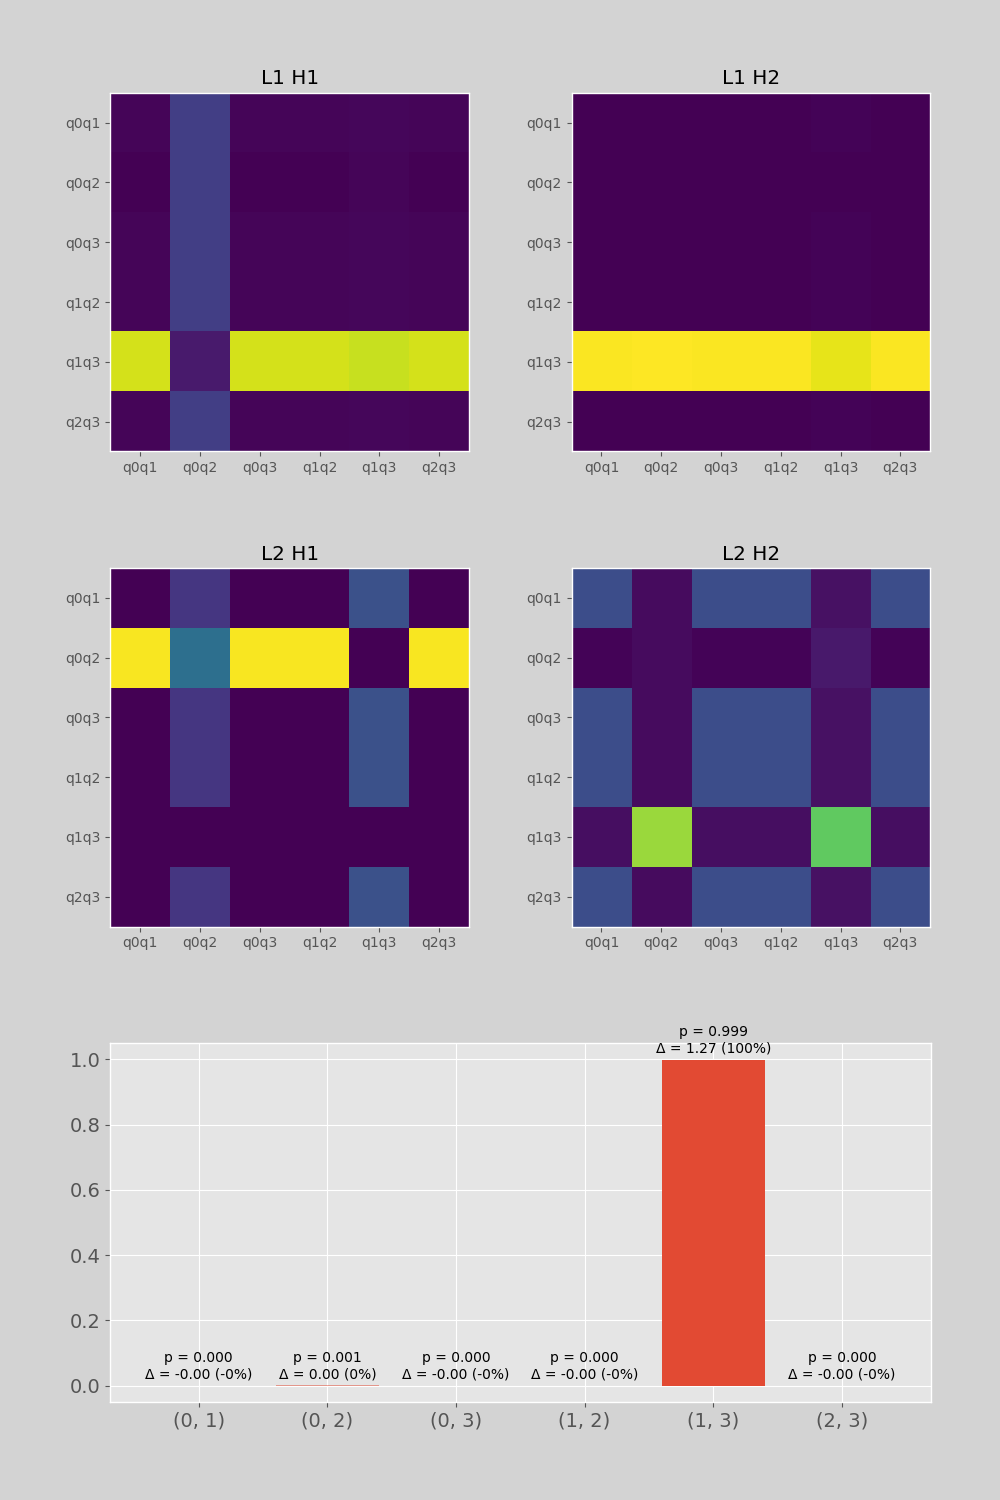 L1 H1
q0q1
q0q2
q0q3
q1q2
q1q3
q2q3
q0q1 q0q2 q0q3 q1q2 q1q3 q2q3
L1 H2
q0q1
q0q2
q0q3
q1q2
q1q3
q2q3
q0q1 q0q2 q0q3 q1q2 q1q3 q2q3
L2 H1
q0q1
q0q2
q0q3
q1q2
q1q3
q2q3
q0q1 q0q2 q0q3 q1q2 q1q3 q2q3
L2 H2
q0q1
q0q2
q0q3
q1q2
q1q3
q2q3
q0q1 q0q2 q0q3 q1q2 q1q3 q2q3
1.0
0.8
0.6
0.4
0.2
0.0
p = 0.000
Δ = -0.00 (-0%)
p = 0.001
Δ = 0.00 (0%)
p = 0.000
Δ = -0.00 (-0%)
p = 0.000
Δ = -0.00 (-0%)
p = 0.999
Δ = 1.27 (100%)
p = 0.000
Δ = -0.00 (-0%)
(0, 1) (0, 2) (0, 3) (1, 2) (1, 3) (2, 3)